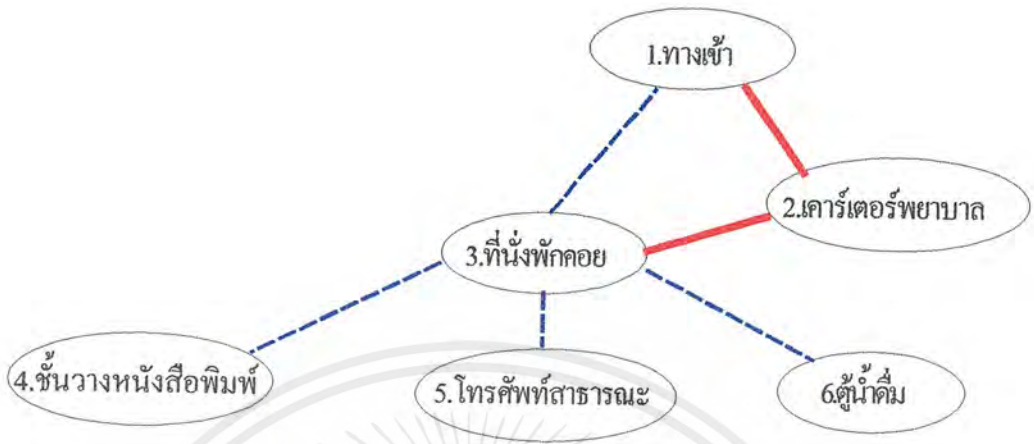 1.ทางเข้า
2.เคาร์เตอร์พยาบาล
3.ที่นั่งพักคอย
4.ชั้นวางหนังสือพิมพ์
5.โทรศัพท์สาธารณะ
6.ตู้น้ำดื่ม